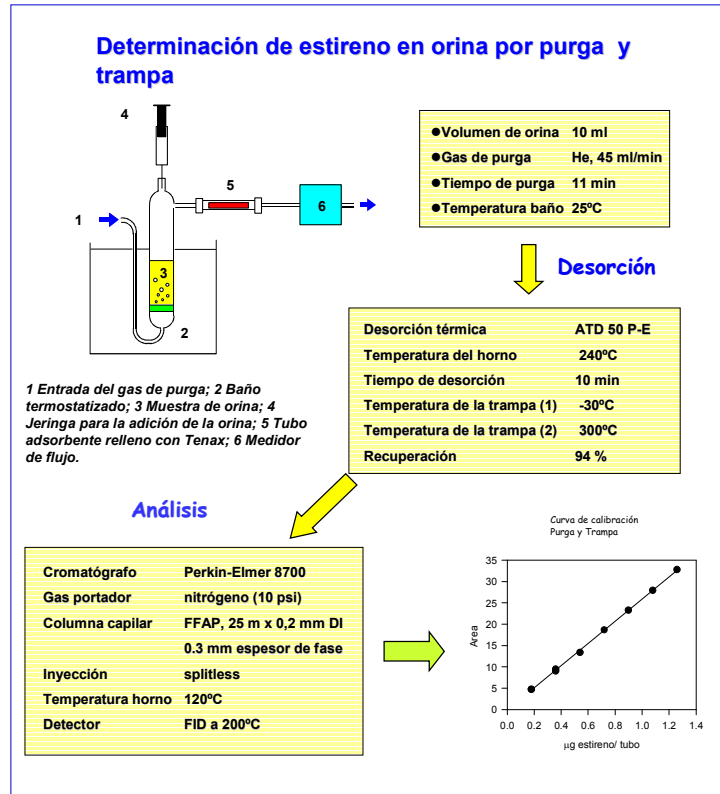 Determinación de estireno en orina por purga y
trampa
4
5
6
1
3
2
●Volumen de orina 10 ml
●Gas de purga He, 45 ml/min
●Tiempo de purga 11 min
●Temperatura baño 25ºC
Desorción
1 Entrada del gas de purga; 2 Baño
termostatizado; 3 Muestra de orina; 4
Jeringa para la adición de la orina; 5 Tubo
adsorbente relleno con Tenax; 6 Medidor
de flujo.
Desorción térmica ATD 50 P-E
Temperatura del horno 240ºC
Tiempo de desorción 10 min
Temperatura de la trampa (1) -30ºC
Temperatura de la trampa (2) 300ºC
Recuperación 94 %
Análisis
Cromatógrafo Perkin-Elmer 8700
Gas portador nitrógeno (10 psi)
Columna capilar FFAP, 25 m x 0,2 mm DI
0.3 mm espesor de fase
Inyección splitless
Temperatura horno 120ºC
Detector FID a 200ºC
Curva de calibración
Purga y Trampa
Area
35
30
25
20
15
10
5
0
0.0 0.2 0.4 0.6 0.8 1.0 1.2 1.4
µg estireno/ tubo